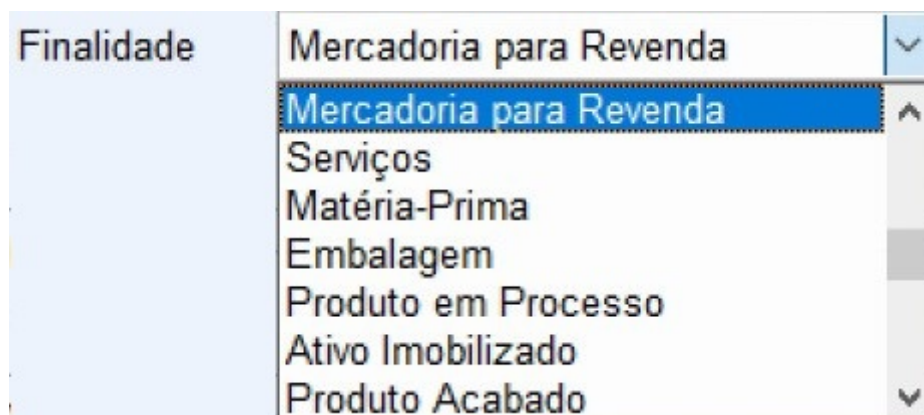 Finalidade Mercadoria para Revenda
Mercadoria para Revenda
Serviços
Matéria-Prima
Embalagem
Produto em Processo
Ativo Imobilizado
Produto Acabado